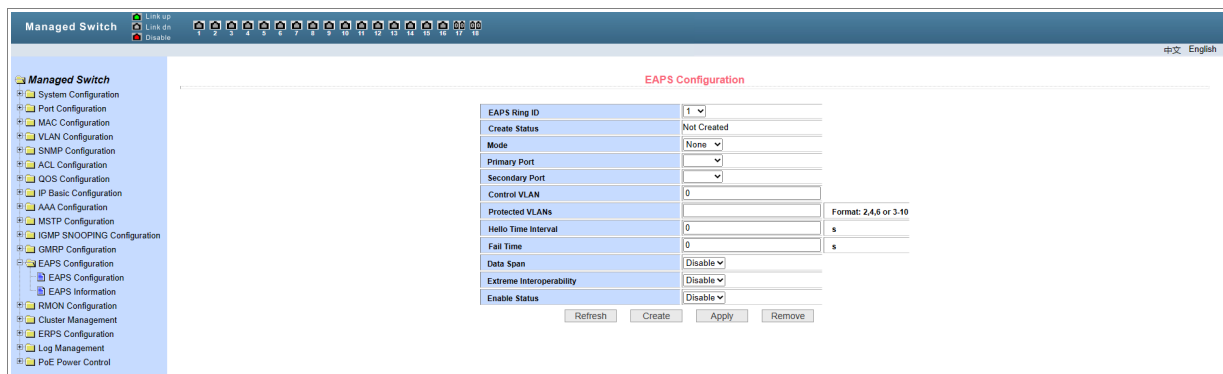 Managed Switch
Link up
Link dn
Disable
1 2 3 4 5 6 7 8 9 10 11 12 13 14 15 16 17 18
中文 English
Managed Switch
System Configuration
Port Configuration
MAC Configuration
VLAN Configuration
SNMP Configuration
ACL Configuration
QOS Configuration
IP Basic Configuration
AAA Configuration
MSTP Configuration
IGMP SNOOPING Configuration
GMRP Configuration
EAPS Configuration
EAPS Configuration
EAPS Information
RMON Configuration
Cluster Management
ERPS Configuration
Log Management
PoE Power Control
EAPS Configuration
EAPS Ring ID 1
Create Status Not Created
Mode None
Primary Port
Secondary Port
Control VLAN 0
Protected VLANs Format: 2,4,6 or 3-10
Hello Time Interval 0 s
Fail Time 0 s
Data Span Disable
Extreme Interoperability Disable
Enable Status Disable
Refresh Create Apply Remove